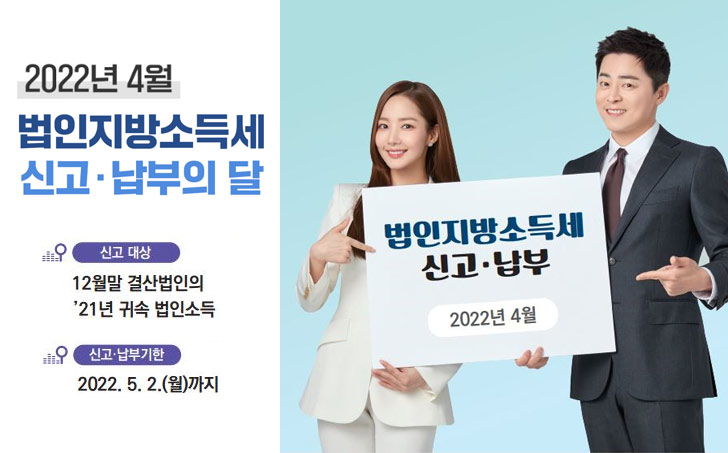 2022년 4월
법인지방소득세
신고·납부의 달
신고 대상
12월말 결산법인의
’21년 귀속 법인소득
신고·납부기한
2022. 5. 2.(월)까지
법인지방소득세
신고·납부
2022년 4월